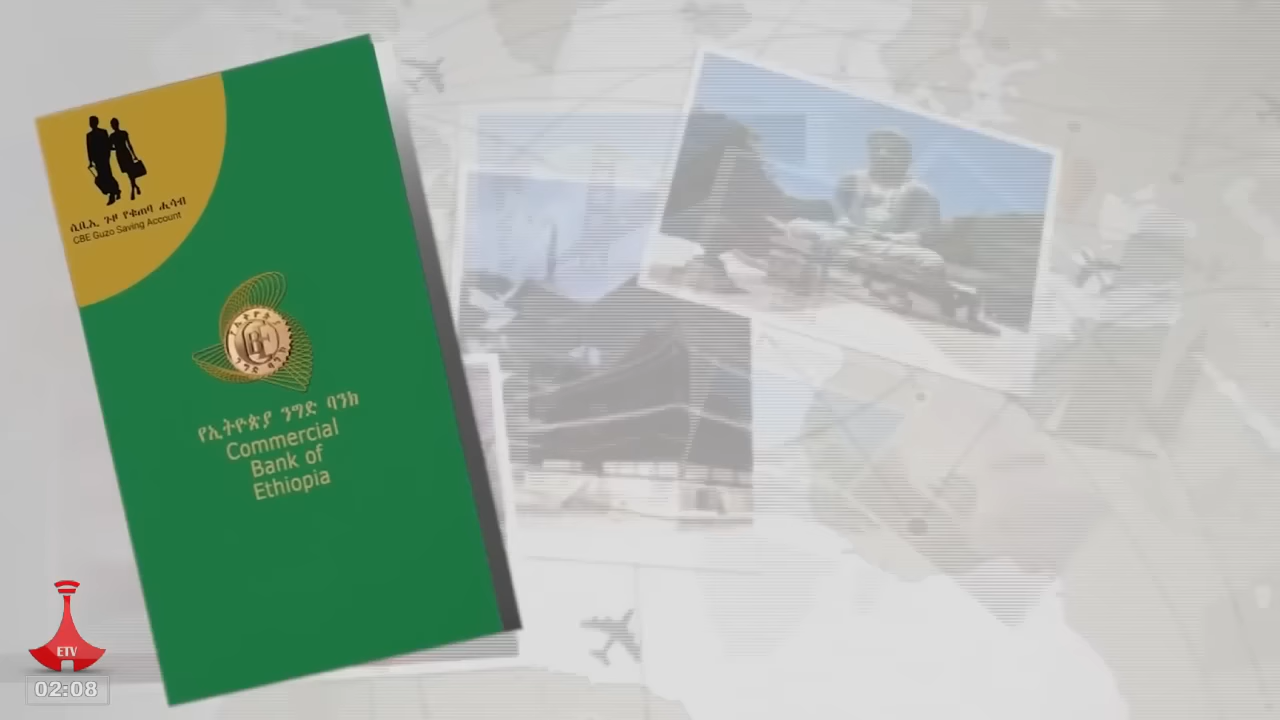 ሲቢኢ ጉዞ የቁጠባ ሒሳብ
CBE Guzo Saving Account
የኢትዮጵያ ንግድ ባንክ
Commercial
Bank of
Ethiopia
ETV
02:08